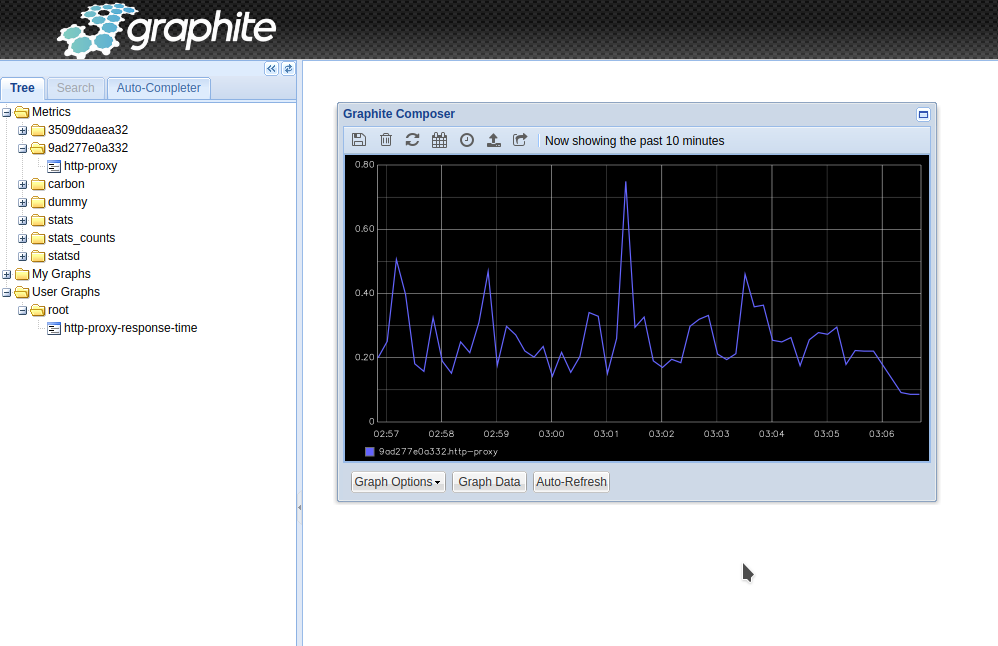 graphite
Tree Search Auto-Completer
Metrics
3509ddaaea32
9ad277e0a332
http-proxy
carbon
dummy
stats
stats_counts
statsd
My Graphs
User Graphs
root
http-proxy-response-time
Graphite Composer
Now showing the past 10 minutes
0.80
0.60
0.40
0.20
0
02:57 02:58 02:59 03:00 03:01 03:02 03:03 03:04 03:05 03:06
9ad277e0a332.http-proxy
Graph Options Graph Data Auto-Refresh